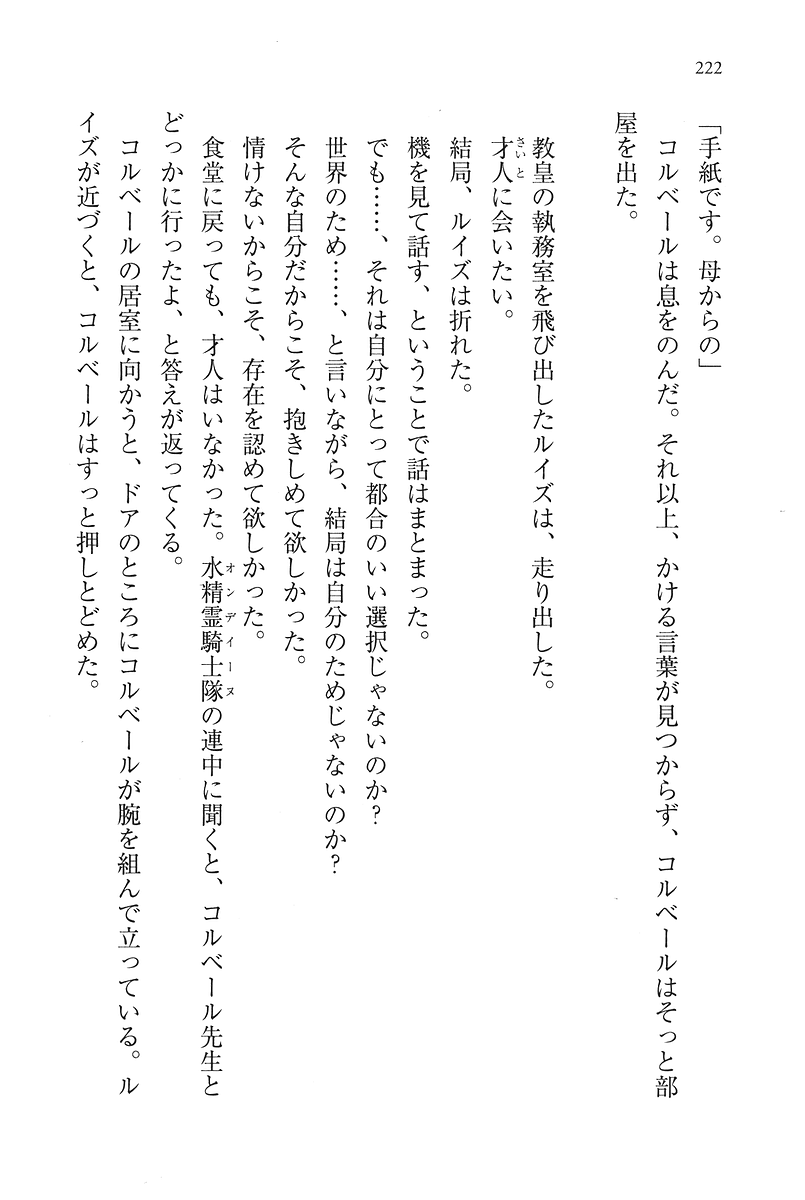 222
「手紙です。母からの」
コルベールは息をのんだ。それ以上、かける言葉が見つからず、コルベールはそっと部
屋を出た。
教皇の執務室を飛び出したルイズは、走り出した。
才人に会いたい。
さいと
結局、ルイズは折れた。
機を見て話す、ということで話はまとまった。
でも……、それは自分にとって都合のいい選択じゃないのか?
世界のため……、と言いながら、結局は自分のためじゃないのか?
そんな自分だからこそ、抱きしめて欲しかった。
情けないからこそ、存在を認めて欲しかった。
食堂に戻っても、才人はいなかった。水精霊騎士隊の連中に聞くと、コルベール先生と
オンディーヌ
どっかに行ったよ、と答えが返ってくる。
コルベールの居室に向かうと、ドアのところにコルベールが腕を組んで立っている。ル
イズが近づくと、コルベールはすっと押しとどめた。